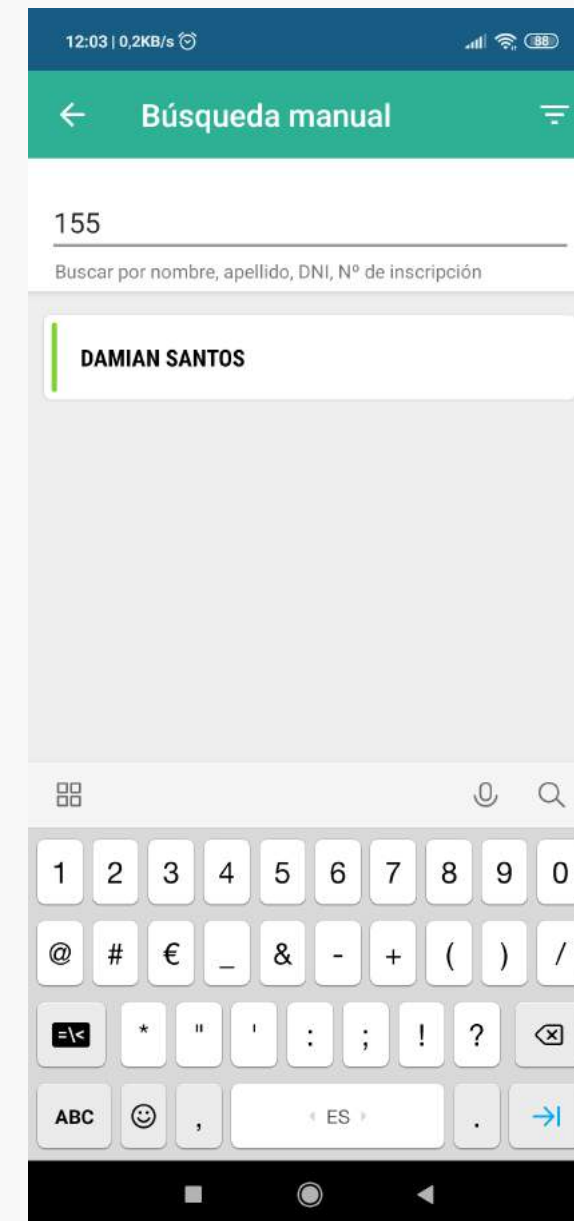 12:03 | 0,2KB/s
88
Búsqueda manual
155
Buscar por nombre, apellido, DNI, Nº de inscripción
DAMIAN SANTOS
1 2 3 4 5 6 7 8 9 0
@ # € _ & - + ( ) /
=\< * " ' : ; ! ?
ABC , ES .